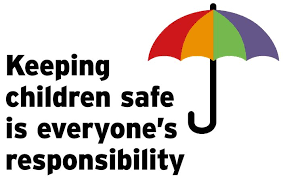 Keeping
children safe
is everyone's
responsibility